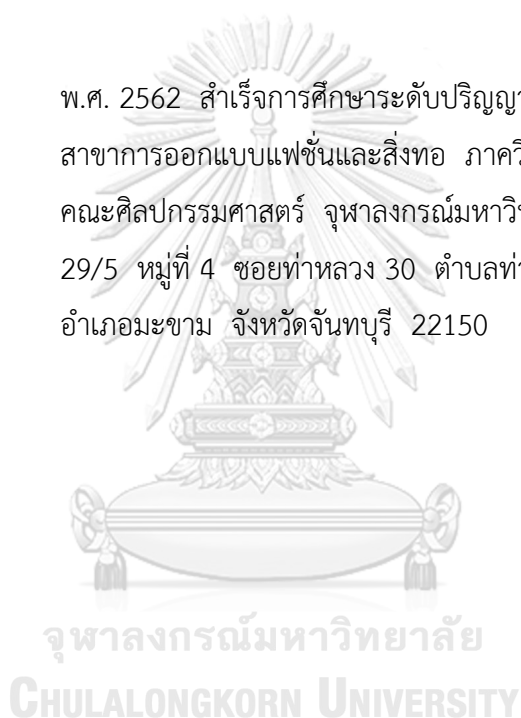 พ.ศ. 2562 สำเร็จการศึกษาระดับปริญญา
สาขาการออกแบบแฟชั่นและสิ่งทอ ภาควิ
คณะศิลปกรรมศาสตร์ จุฬาลงกรณ์มหาวิท
29/5 หมู่ที่ 4 ซอยท่าหลวง 30 ตำบลท่า
อำเภอมะขาม จังหวัดจันทบุรี 22150
จุฬาลงกรณ์มหาวิทยาลัย
CHULALONGKORN UNIVERSITY